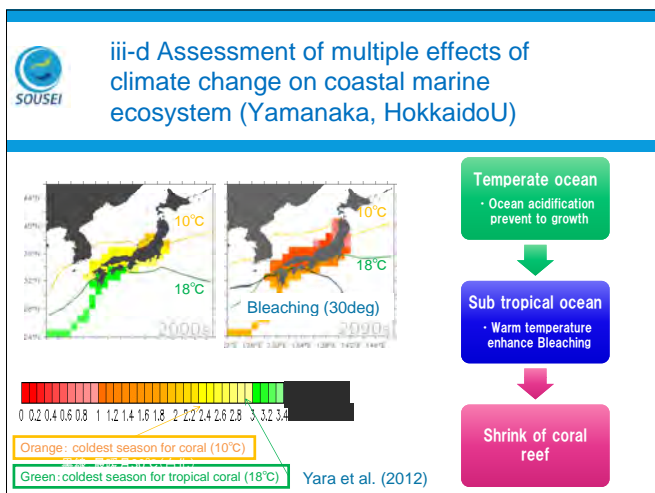 iii-d Assessment of multiple effects of
climate change on coastal marine
ecosystem (Yamanaka, HokkaidoU)
SOUSEI
10℃
18℃
2000s
10℃
18℃
Bleaching (30deg)
2090s
0 0.2 0.4 0.6 0.8 1 1.2 1.4 1.6 1.8 2 2.2 2.4 2.6 2.8 3 3.2 3.4
Orange: coldest season for coral (10℃)
Green: coldest season for tropical coral (18℃)
Yara et al. (2012)
Temperate ocean
・Ocean acidification
prevent to growth
Sub tropical ocean
・Warm temperature
enhance Bleaching
Shrink of coral
reef